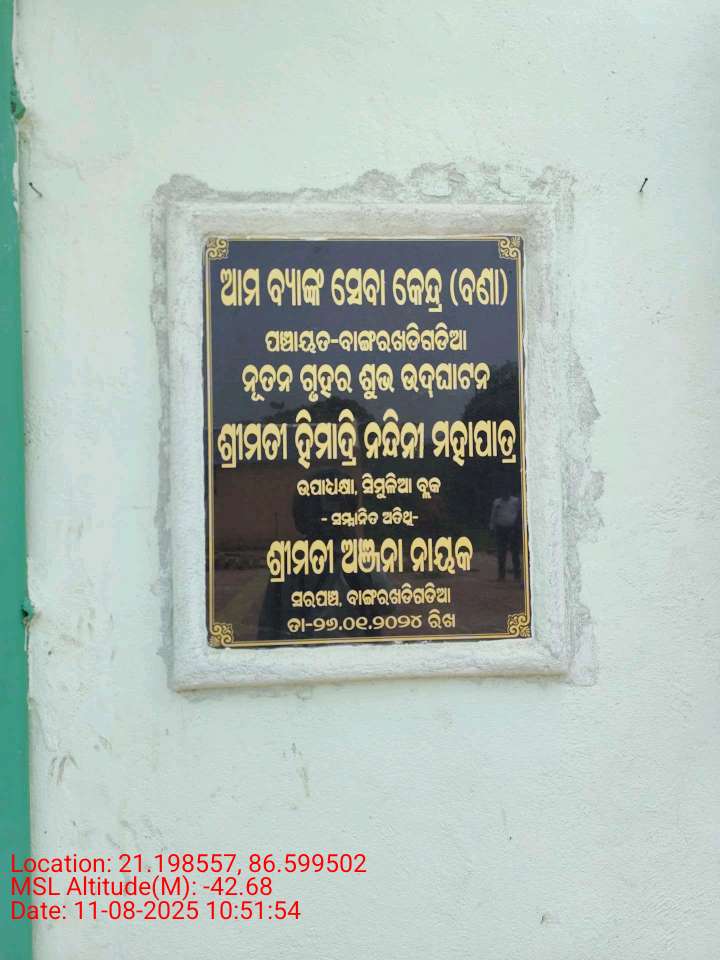 ଆମ ବ୍ୟାଙ୍କ ସେବା କେନ୍ଦ୍ର (ବଣା)
ପଞ୍ଚାୟତ-ବାଙ୍ଗରଖଡିଗଡିଆ
ନୂତନ ଗୃହର ଶୁଭ ଉଦ୍‌ଘାଟନ
ଶ୍ରୀମତୀ ହିମାଦ୍ରି ନନ୍ଦିନୀ ମହାପାତ୍ର
ଉପାଧ୍ୟକ୍ଷା, ସିମୁଳିଆ ବ୍ଲକ
- ସମ୍ମାନିତ ଅତିଥି-
ଶ୍ରୀମତୀ ଅଞ୍ଜନା ନାୟକ
ସରପଞ୍ଚ, ବାଙ୍ଗରଖଡିଗଡିଆ
ତା-୨୬.୦୧.୨୦୨୪ ରିଖ
Location: 21.198557, 86.599502
MSL Altitude(M): -42.68
Date: 11-08-2025 10:51:54